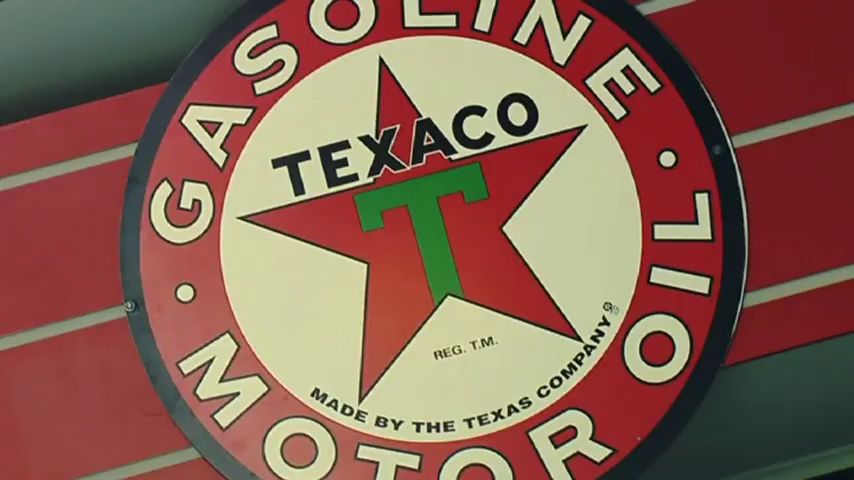 GASOLINE
TEXACO
T
REG. T.M.
MADE BY THE TEXAS COMPANY
MOTOR OIL